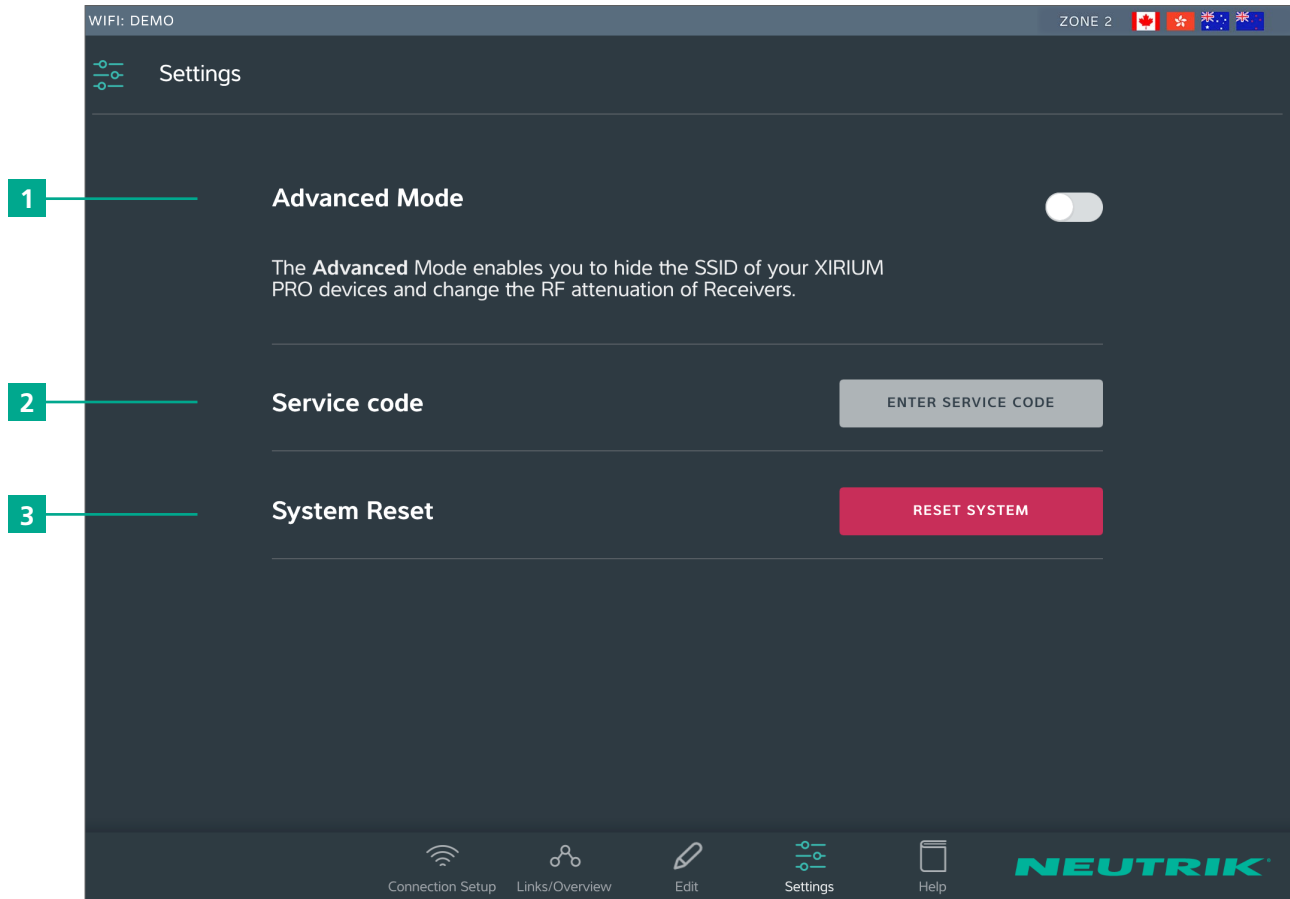 WIFI: DEMO
ZONE 2
Settings
1
Advanced Mode
The Advanced Mode enables you to hide the SSID of your XIRIUM
PRO devices and change the RF attenuation of Receivers.
2
Service code
ENTER SERVICE CODE
3
System Reset
RESET SYSTEM
Connection Setup
Links/Overview
Edit
Settings
Help
NEUTRIK